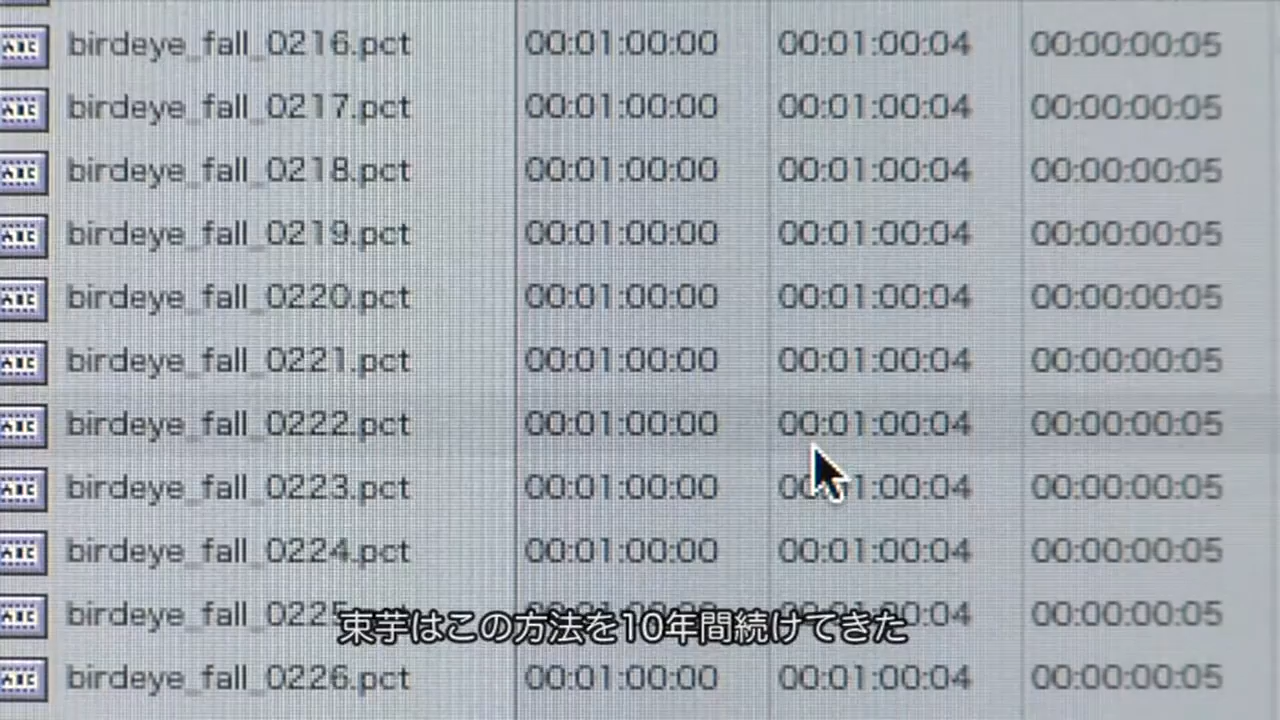 birdeye_fall_0216.pct 00:01:00:00 00:01:00:04 00:00:00:05
birdeye_fall_0217.pct 00:01:00:00 00:01:00:04 00:00:00:05
birdeye_fall_0218.pct 00:01:00:00 00:01:00:04 00:00:00:05
birdeye_fall_0219.pct 00:01:00:00 00:01:00:04 00:00:00:05
birdeye_fall_0220.pct 00:01:00:00 00:01:00:04 00:00:00:05
birdeye_fall_0221.pct 00:01:00:00 00:01:00:04 00:00:00:05
birdeye_fall_0222.pct 00:01:00:00 00:01:00:04 00:00:00:05
birdeye_fall_0223.pct 00:01:00:00 00:01:00:04 00:00:00:05
birdeye_fall_0224.pct 00:01:00:00 00:01:00:04 00:00:00:05
birdeye_fall_0225 00:00:00:05
束芋はこの方法を10年間続けてきた
birdeye_fall_0226.pct 00:01:00:00 00:01:00:04 00:00:00:05